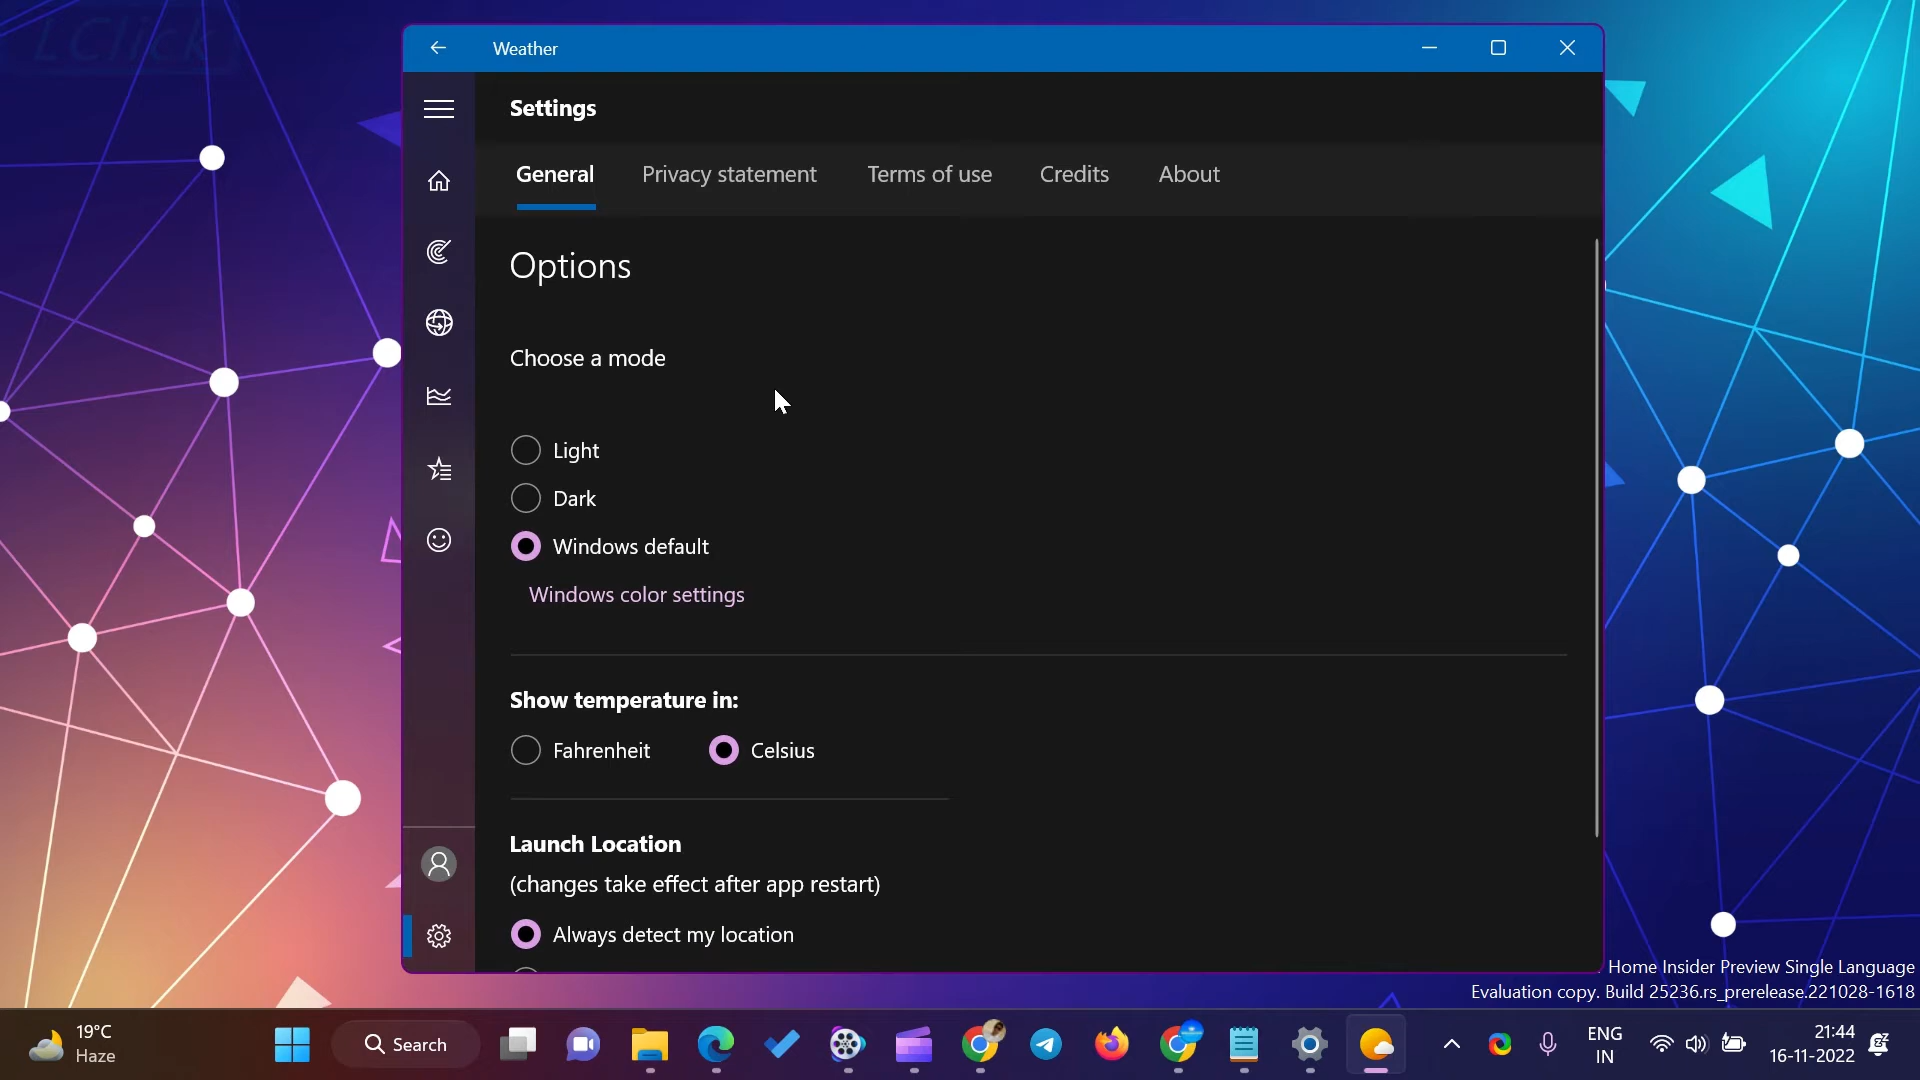 LClick
Weather
Settings
General Privacy statement Terms of use Credits About
Options
Choose a mode
Light
Dark
Windows default
Windows color settings
Show temperature in:
Fahrenheit Celsius
Launch Location
(changes take effect after app restart)
Always detect my location
Home Insider Preview Single Language
Evaluation copy. Build 25236.rs_prerelease.221028-1618
19°C
Haze
Search
ENG
IN
21:44
16-11-2022